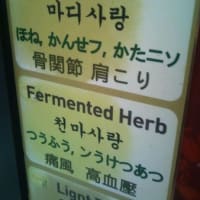 마디사랑
ほね, かんせフ, かたニソ
骨関節 肩こり
Fermented Herb
천마사랑
つうふう, ンうけつあつ
痛風 高血壓
Light